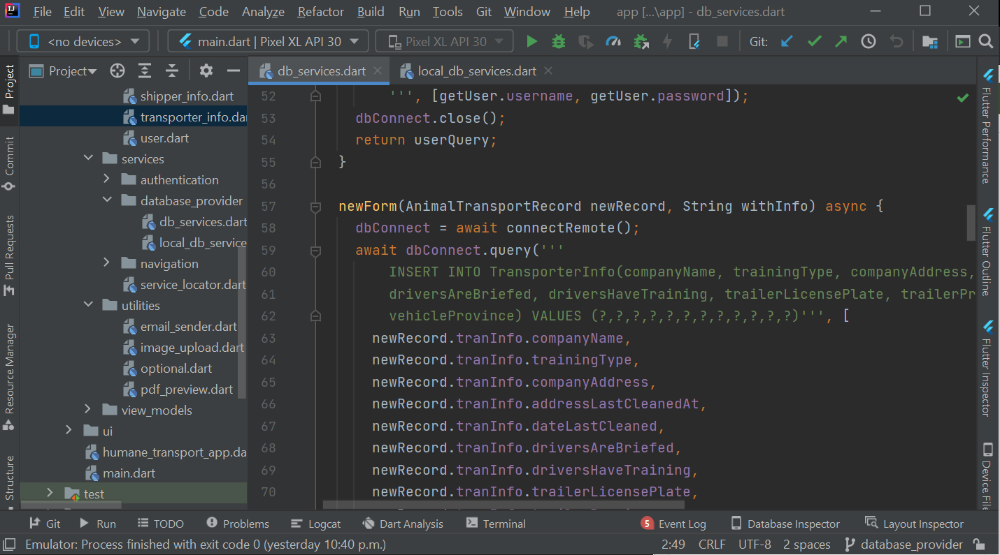 File Edit View Navigate Code Analyze Refactor Build Run Tools Git Window Help app [...\app] - db_services.dart
<no devices> main.dart | Pixel XL API 30 Pixel XL API 30 Git:
Project
db_services.dart local_db_services.dart
Project
Commit
Pull Requests
Resource Manager
Structure
shipper_info.dart
transporter_info.da
user.dart
services
authentication
database_provider
db_services.dart
local_db_service
navigation
service_locator.dart
utilities
email_sender.dart
image_upload.dart
optional.dart
pdf_preview.dart
view_models
ui
humane_transport_app.da
main.dart
test
52 ''', [getUser.username, getUser.password]);
53 dbConnect.close();
54 return userQuery;
55 }
56
57 newForm(AnimalTransportRecord newRecord, String withInfo) async {
58 dbConnect = await connectRemote();
59 await dbConnect.query('''
60 INSERT INTO TransporterInfo(companyName, trainingType, companyAddress,
61 driversAreBriefed, driversHaveTraining, trailerLicensePlate, trailerPr
62 vehicleProvince) VALUES (?,?,?,?,?,?,?,?,?,?,?,?)''', [
63 newRecord.tranInfo.companyName,
64 newRecord.tranInfo.trainingType,
65 newRecord.tranInfo.companyAddress,
66 newRecord.tranInfo.addressLastCleanedAt,
67 newRecord.tranInfo.dateLastCleaned,
68 newRecord.tranInfo.driversAreBriefed,
69 newRecord.tranInfo.driversHaveTraining,
70 newRecord.tranInfo.trailerLicensePlate,
Flutter Performance
Flutter Outline
Flutter Inspector
Device File
Git Run TODO Problems Logcat Dart Analysis Terminal 5 Event Log Database Inspector Layout Inspector
Emulator: Process finished with exit code 0 (yesterday 10:40 p.m.) 2:49 CRLF UTF-8 2 spaces database_provider